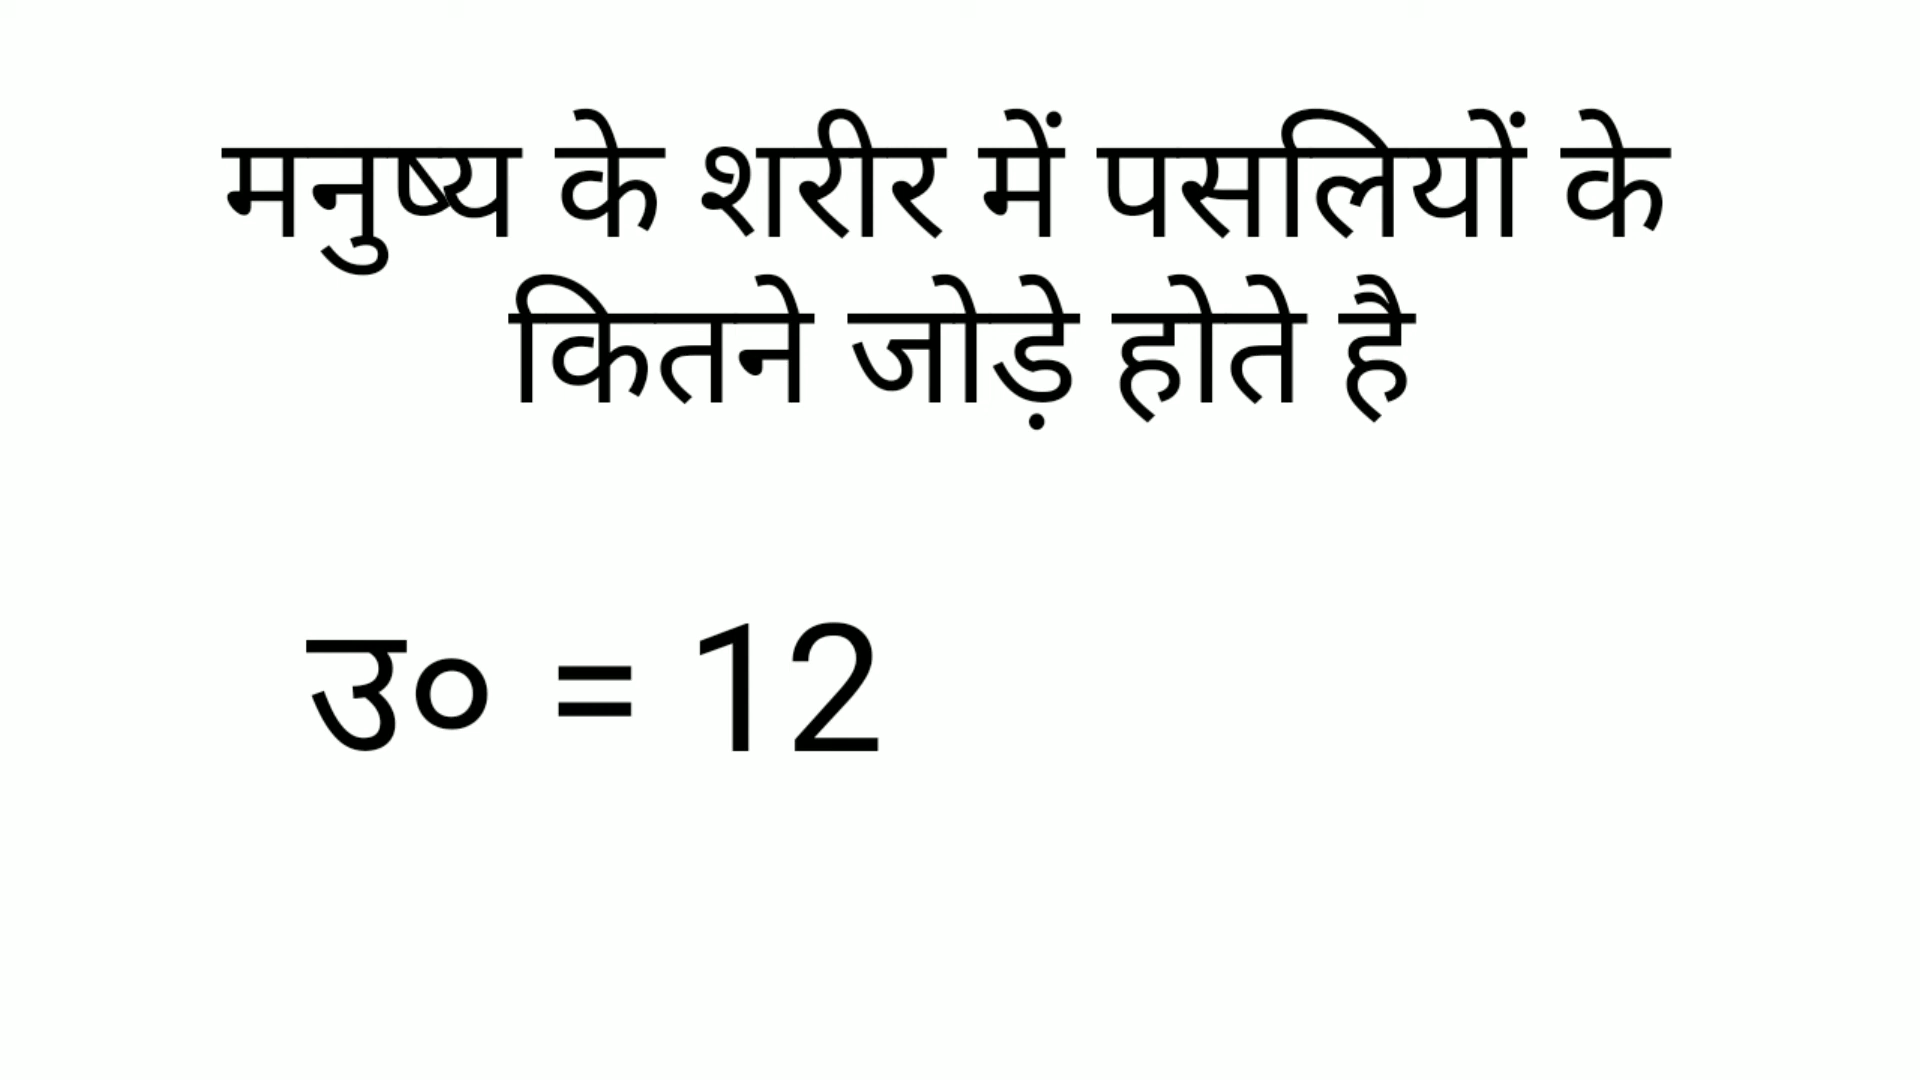 मनुष्य के शरीर में पसलियों के
कितने जोड़े होते है
उ० = 12